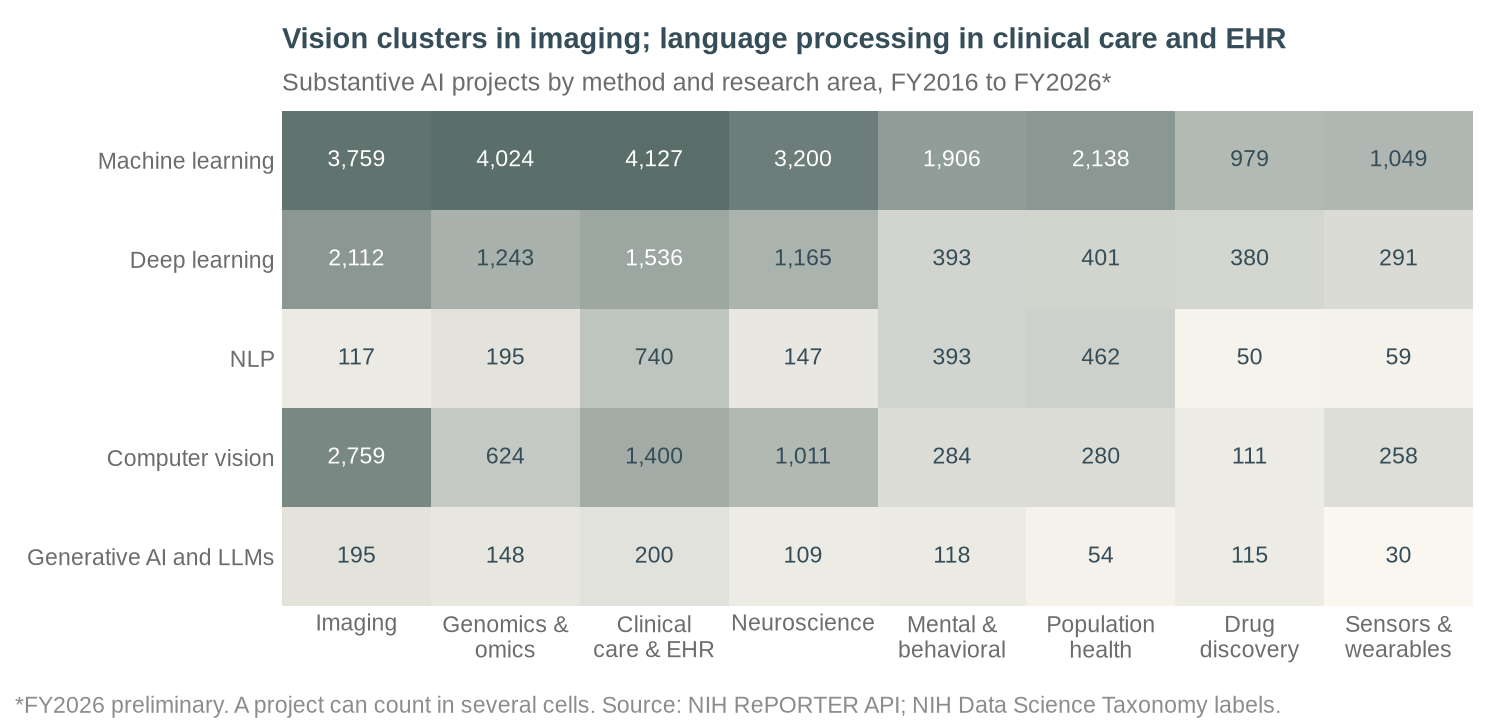 Vision clusters in imaging; language processing in clinical care and EHR
Substantive AI projects by method and research area, FY2016 to FY2026*
Machine learning 3,759 4,024 4,127 3,200 1,906 2,138 979 1,049
Deep learning 2,112 1,243 1,536 1,165 393 401 380 291
NLP 117 195 740 147 393 462 50 59
Computer vision 2,759 624 1,400 1,011 284 280 111 258
Generative AI and LLMs 195 148 200 109 118 54 115 30
Imaging Genomics & Clinical Neuroscience Mental & Population Drug Sensors &
omics care & EHR behavioral health discovery wearables
*FY2026 preliminary. A project can count in several cells. Source: NIH RePORTER API; NIH Data Science Taxonomy labels.